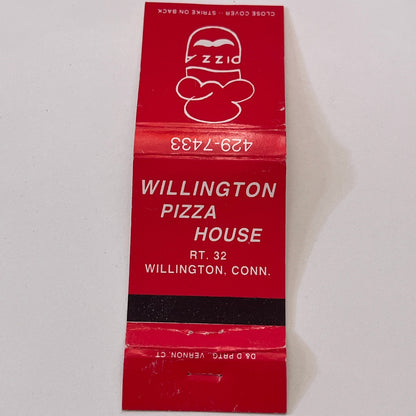 CLOSE COVER - STRIKE ON BACK
PIZZA
429-7433
WILLINGTON
PIZZA
HOUSE
RT. 32
WILLINGTON, CONN.
D&D PRTG. VERNON, CT